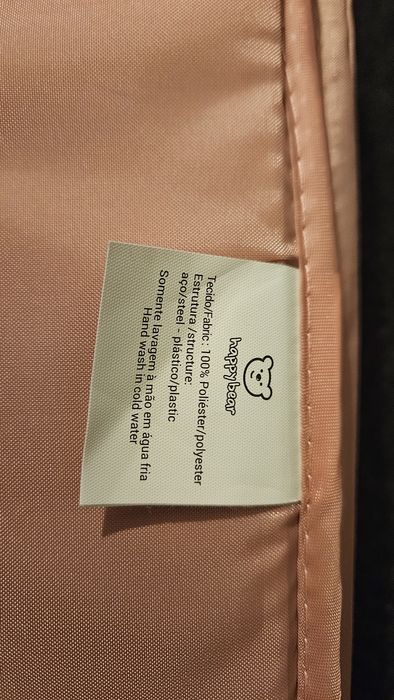 happy bear
Tecido/Fabric: 100% Poliéster/polyester
Estrutura /structure:
aço/steel - plástico/plastic
Somente lavagem à mão em água fria
Hand wash in cold water